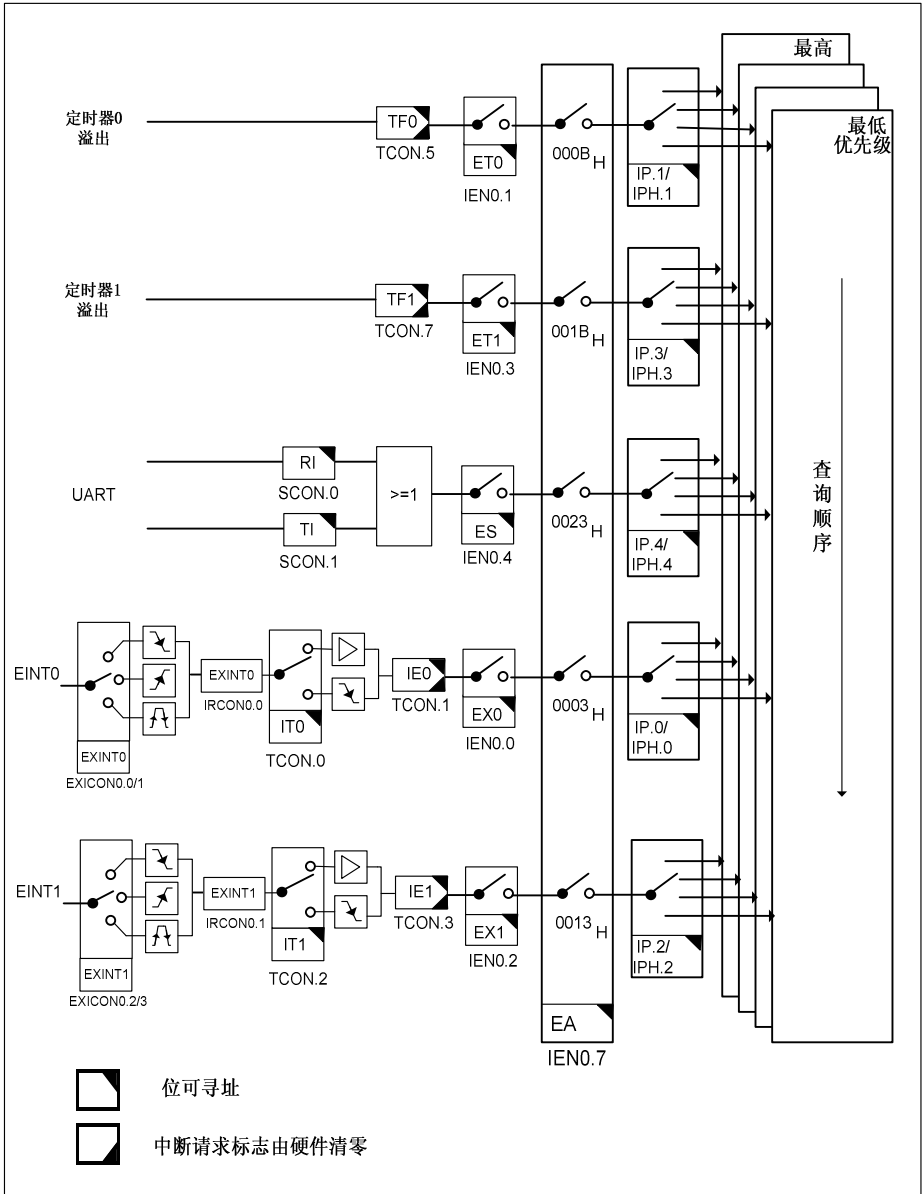 最高
最低
优先级
定时器0
溢出
TF0
TCON.5
ET0
IEN0.1
000B H
IP.1/
IPH.1
定时器1
溢出
TF1
TCON.7
ET1
IEN0.3
001B H
IP.3/
IPH.3
UART
RI
SCON.0
TI
SCON.1
>=1
ES
IEN0.4
0023 H
IP.4/
IPH.4
查询顺序
EINT0
EXINT0
EXICON0.0/1
EXINT0
IRCON0.0
IT0
TCON.0
IE0
TCON.1
EX0
IEN0.0
0003 H
IP.0/
IPH.0
EINT1
EXINT1
EXICON0.2/3
EXINT1
IRCON0.1
IT1
TCON.2
IE1
TCON.3
EX1
IEN0.2
0013 H
IP.2/
IPH.2
EA
IEN0.7
位可寻址
中断请求标志由硬件清零